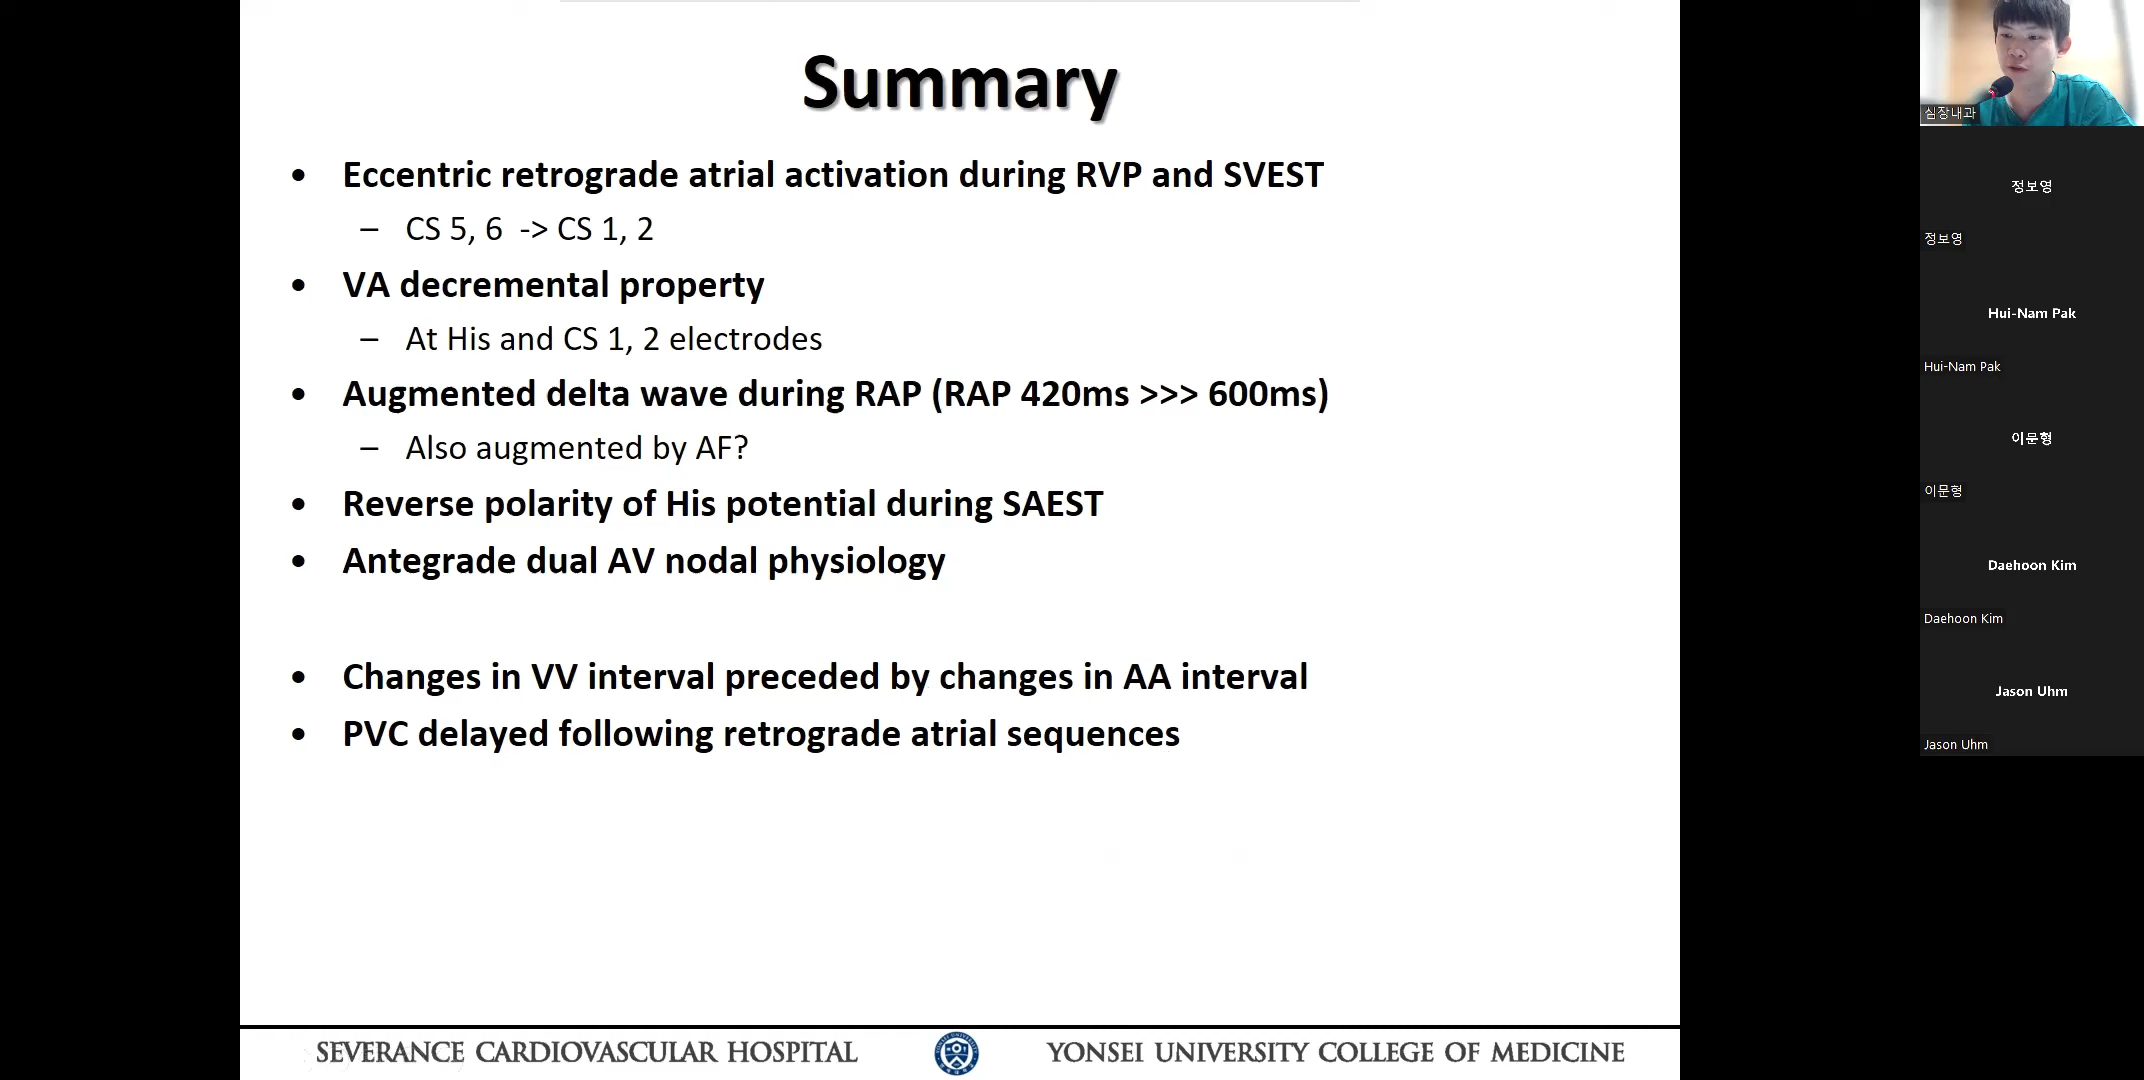 Summary
• Eccentric retrograde atrial activation during RVP and SVEST
– CS 5, 6 -> CS 1, 2
• VA decremental property
– At His and CS 1, 2 electrodes
• Augmented delta wave during RAP (RAP 420ms >>> 600ms)
– Also augmented by AF?
• Reverse polarity of His potential during SAEST
• Antegrade dual AV nodal physiology
• Changes in VV interval preceded by changes in AA interval
• PVC delayed following retrograde atrial sequences
SEVERANCE CARDIOVASCULAR HOSPITAL
YONSEI UNIVERSITY COLLEGE OF MEDICINE
심장내과
정보영
정보영
Hui-Nam Pak
Hui-Nam Pak
이문형
이문형
Daehoon Kim
Daehoon Kim
Jason Uhm
Jason Uhm